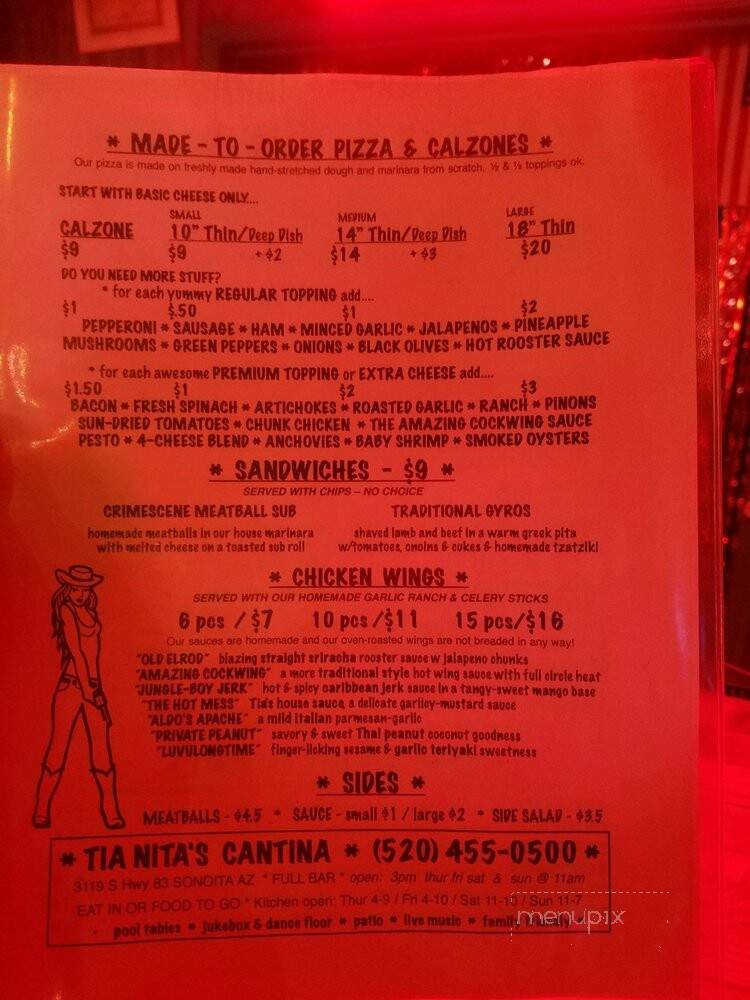 * MADE - TO - ORDER PIZZA & CALZONES *
Our pizza is made on freshly made hand-stretched dough and marinara from scratch. ½ & ½ toppings ok.
START WITH BASIC CHEESE ONLY...
SMALL MEDIUM LARGE
CALZONE 10" Thin/Deep Dish 14" Thin/Deep Dish 18" Thin
$9 $9 + $2 $14 + $3 $20
DO YOU NEED MORE STUFF?
* for each yummy REGULAR TOPPING add....
$1 $.50 $1 $2
PEPPERONI * SAUSAGE * HAM * MINCED GARLIC * JALAPENOS * PINEAPPLE
MUSHROOMS * GREEN PEPPERS * ONIONS * BLACK OLIVES * HOT ROOSTER SAUCE
* for each awesome PREMIUM TOPPING or EXTRA CHEESE add....
$1.50 $1 $2 $3
BACON * FRESH SPINACH * ARTICHOKES * ROASTED GARLIC * RANCH * PINONS
SUN-DRIED TOMATOES * CHUNK CHICKEN * THE AMAZING COCKWING SAUCE
PESTO * 4-CHEESE BLEND * ANCHOVIES * BABY SHRIMP * SMOKED OYSTERS
* SANDWICHES - $9 *
SERVED WITH CHIPS – NO CHOICE
CRIMESCENE MEATBALL SUB TRADITIONAL GYROS
homemade meatballs in our house marinara shaved lamb and beef in a warm greek pita
with melted cheese on a toasted sub roll w/tomatoes, onoins & cukes & homemade tzatziki
* CHICKEN WINGS *
SERVED WITH OUR HOMEMADE GARLIC RANCH & CELERY STICKS
6 pcs / $7 10 pcs / $11 15 pcs/$16
Our sauces are homemade and our oven-roasted wings are not breaded in any way!
"OLD ELROD" blazing straight sriracha rooster sauce w jalapeno chunks
"AMAZING COCKWING" a more traditional style hot wing sauce with full circle heat
"JUNGLE-BOY JERK" hot & spicy caribbean jerk sauce in a tangy-sweet mango base
"THE HOT MESS" Tia's house sauce, a delicate garlicy-mustard sauce
"ALDO'S APACHE" a mild italian parmesan-garlic
"PRIVATE PEANUT" savory & sweet Thai peanut coconut goodness
"LUVULONGTIME" finger-licking sesame & garlic teriyaki sweetness
* SIDES *
MEATBALLS - $4.5 * SAUCE - small $1 / large $2 * SIDE SALAD - $3.5
* TIA NITA'S CANTINA * (520) 455-0500 *
3119 S Hwy 83 SONOITA AZ * FULL BAR * open: 3pm thur fri sat & sun @ 11am
EAT IN OR FOOD TO GO * Kitchen open: Thur 4-9 / Fri 4-10 / Sat 11-10 / Sun 11-7
pool tables * jukebox & dance floor * patio * live music * family friendly
menupix